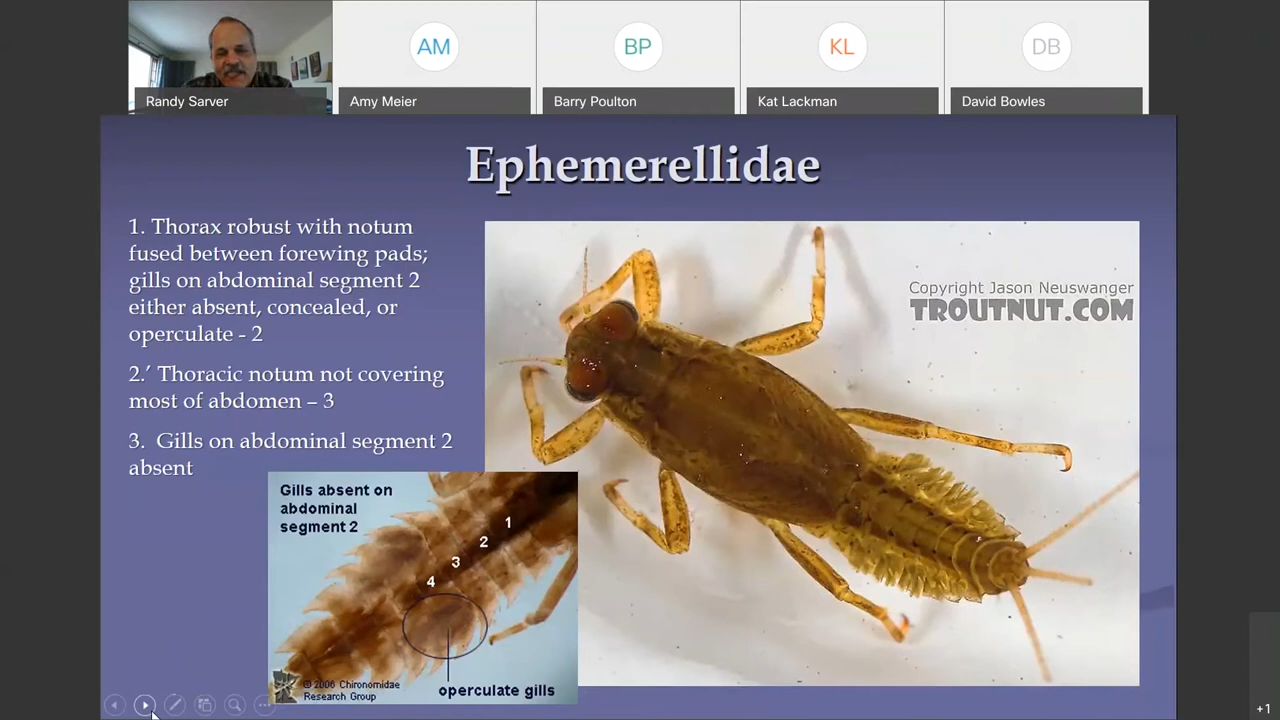 AM
BP
KL
DB
Randy Sarver
Amy Meier
Barry Poulton
Kat Lackman
David Bowles
Ephemerellidae
1. Thorax robust with notum
fused between forewing pads;
gills on abdominal segment 2
either absent, concealed, or
operculate - 2
2.′ Thoracic notum not covering
most of abdomen – 3
3. Gills on abdominal segment 2
absent
Copyright Jason Neuswanger
TROUTNUT.COM
Gills absent on
abdominal
segment 2
1
2
3
4
operculate gills
© 2006 Chironomidae
Research Group
+1